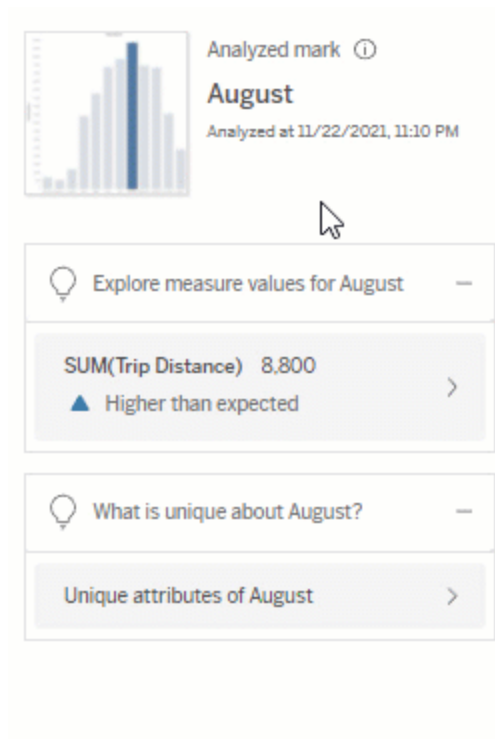 Analyzed mark
August
Analyzed at 11/22/2021, 11:10 PM
Explore measure values for August
SUM(Trip Distance) 8,800
Higher than expected
What is unique about August?
Unique attributes of August